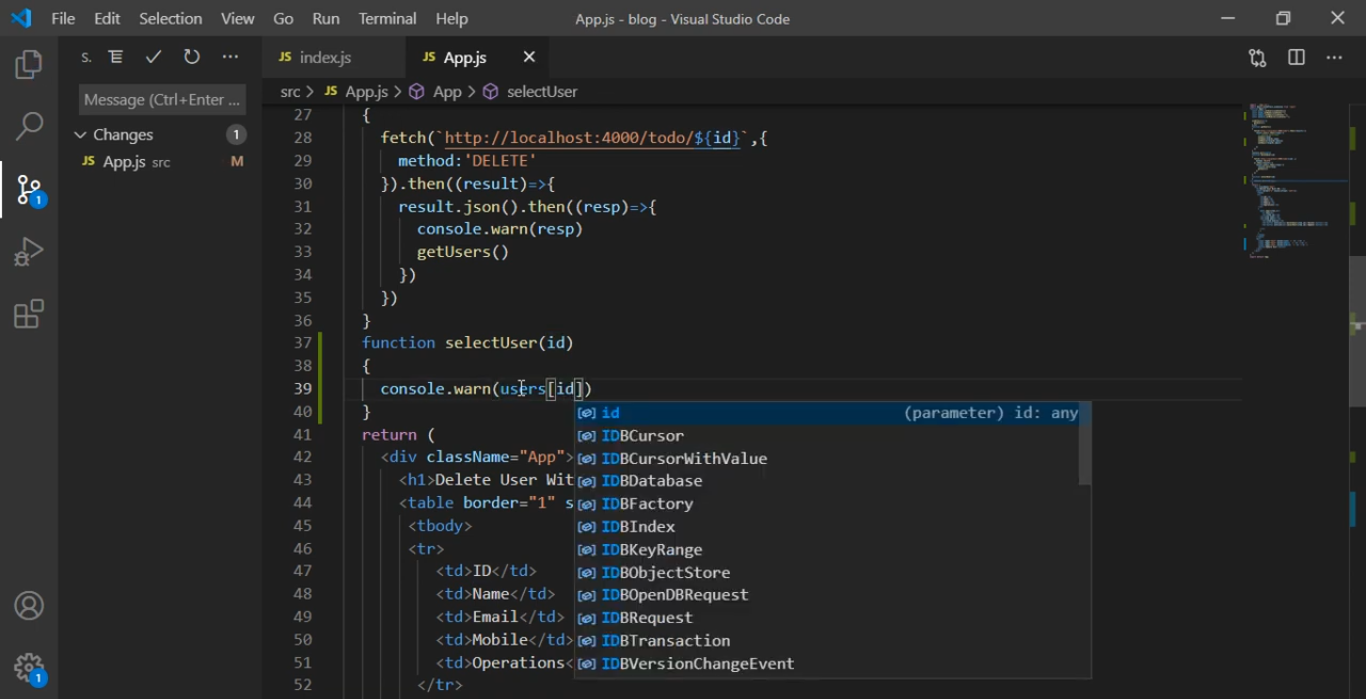 File Edit Selection View Go Run Terminal Help App.js - blog - Visual Studio Code
S.
JS index.js JS App.js
Message (Ctrl+Enter ...
src > JS App.js > App > selectUser
Changes 1
JS App.js src M
1
1
27 {
28 fetch(`http://localhost:4000/todo/${id}`,{
29 method:'DELETE'
30 }).then((result)=>{
31 result.json().then((resp)=>{
32 console.warn(resp)
33 getUsers()
34 })
35 })
36 }
37 function selectUser(id)
38 {
39 console.warn(users[id])
40 }
41 return (
42 <div className="App">
43 <h1>Delete User Wit
44 <table border="1" s
45 <tbody>
46 <tr>
47 <td>ID</td>
48 <td>Name</td>
49 <td>Email</td>
50 <td>Mobile</td>
51 <td>Operations<
52 </tr>
id (parameter) id: any
IDBCursor
IDBCursorWithValue
IDBDatabase
IDBFactory
IDBIndex
IDBKeyRange
IDBObjectStore
IDBOpenDBRequest
IDBRequest
IDBTransaction
IDBVersionChangeEvent